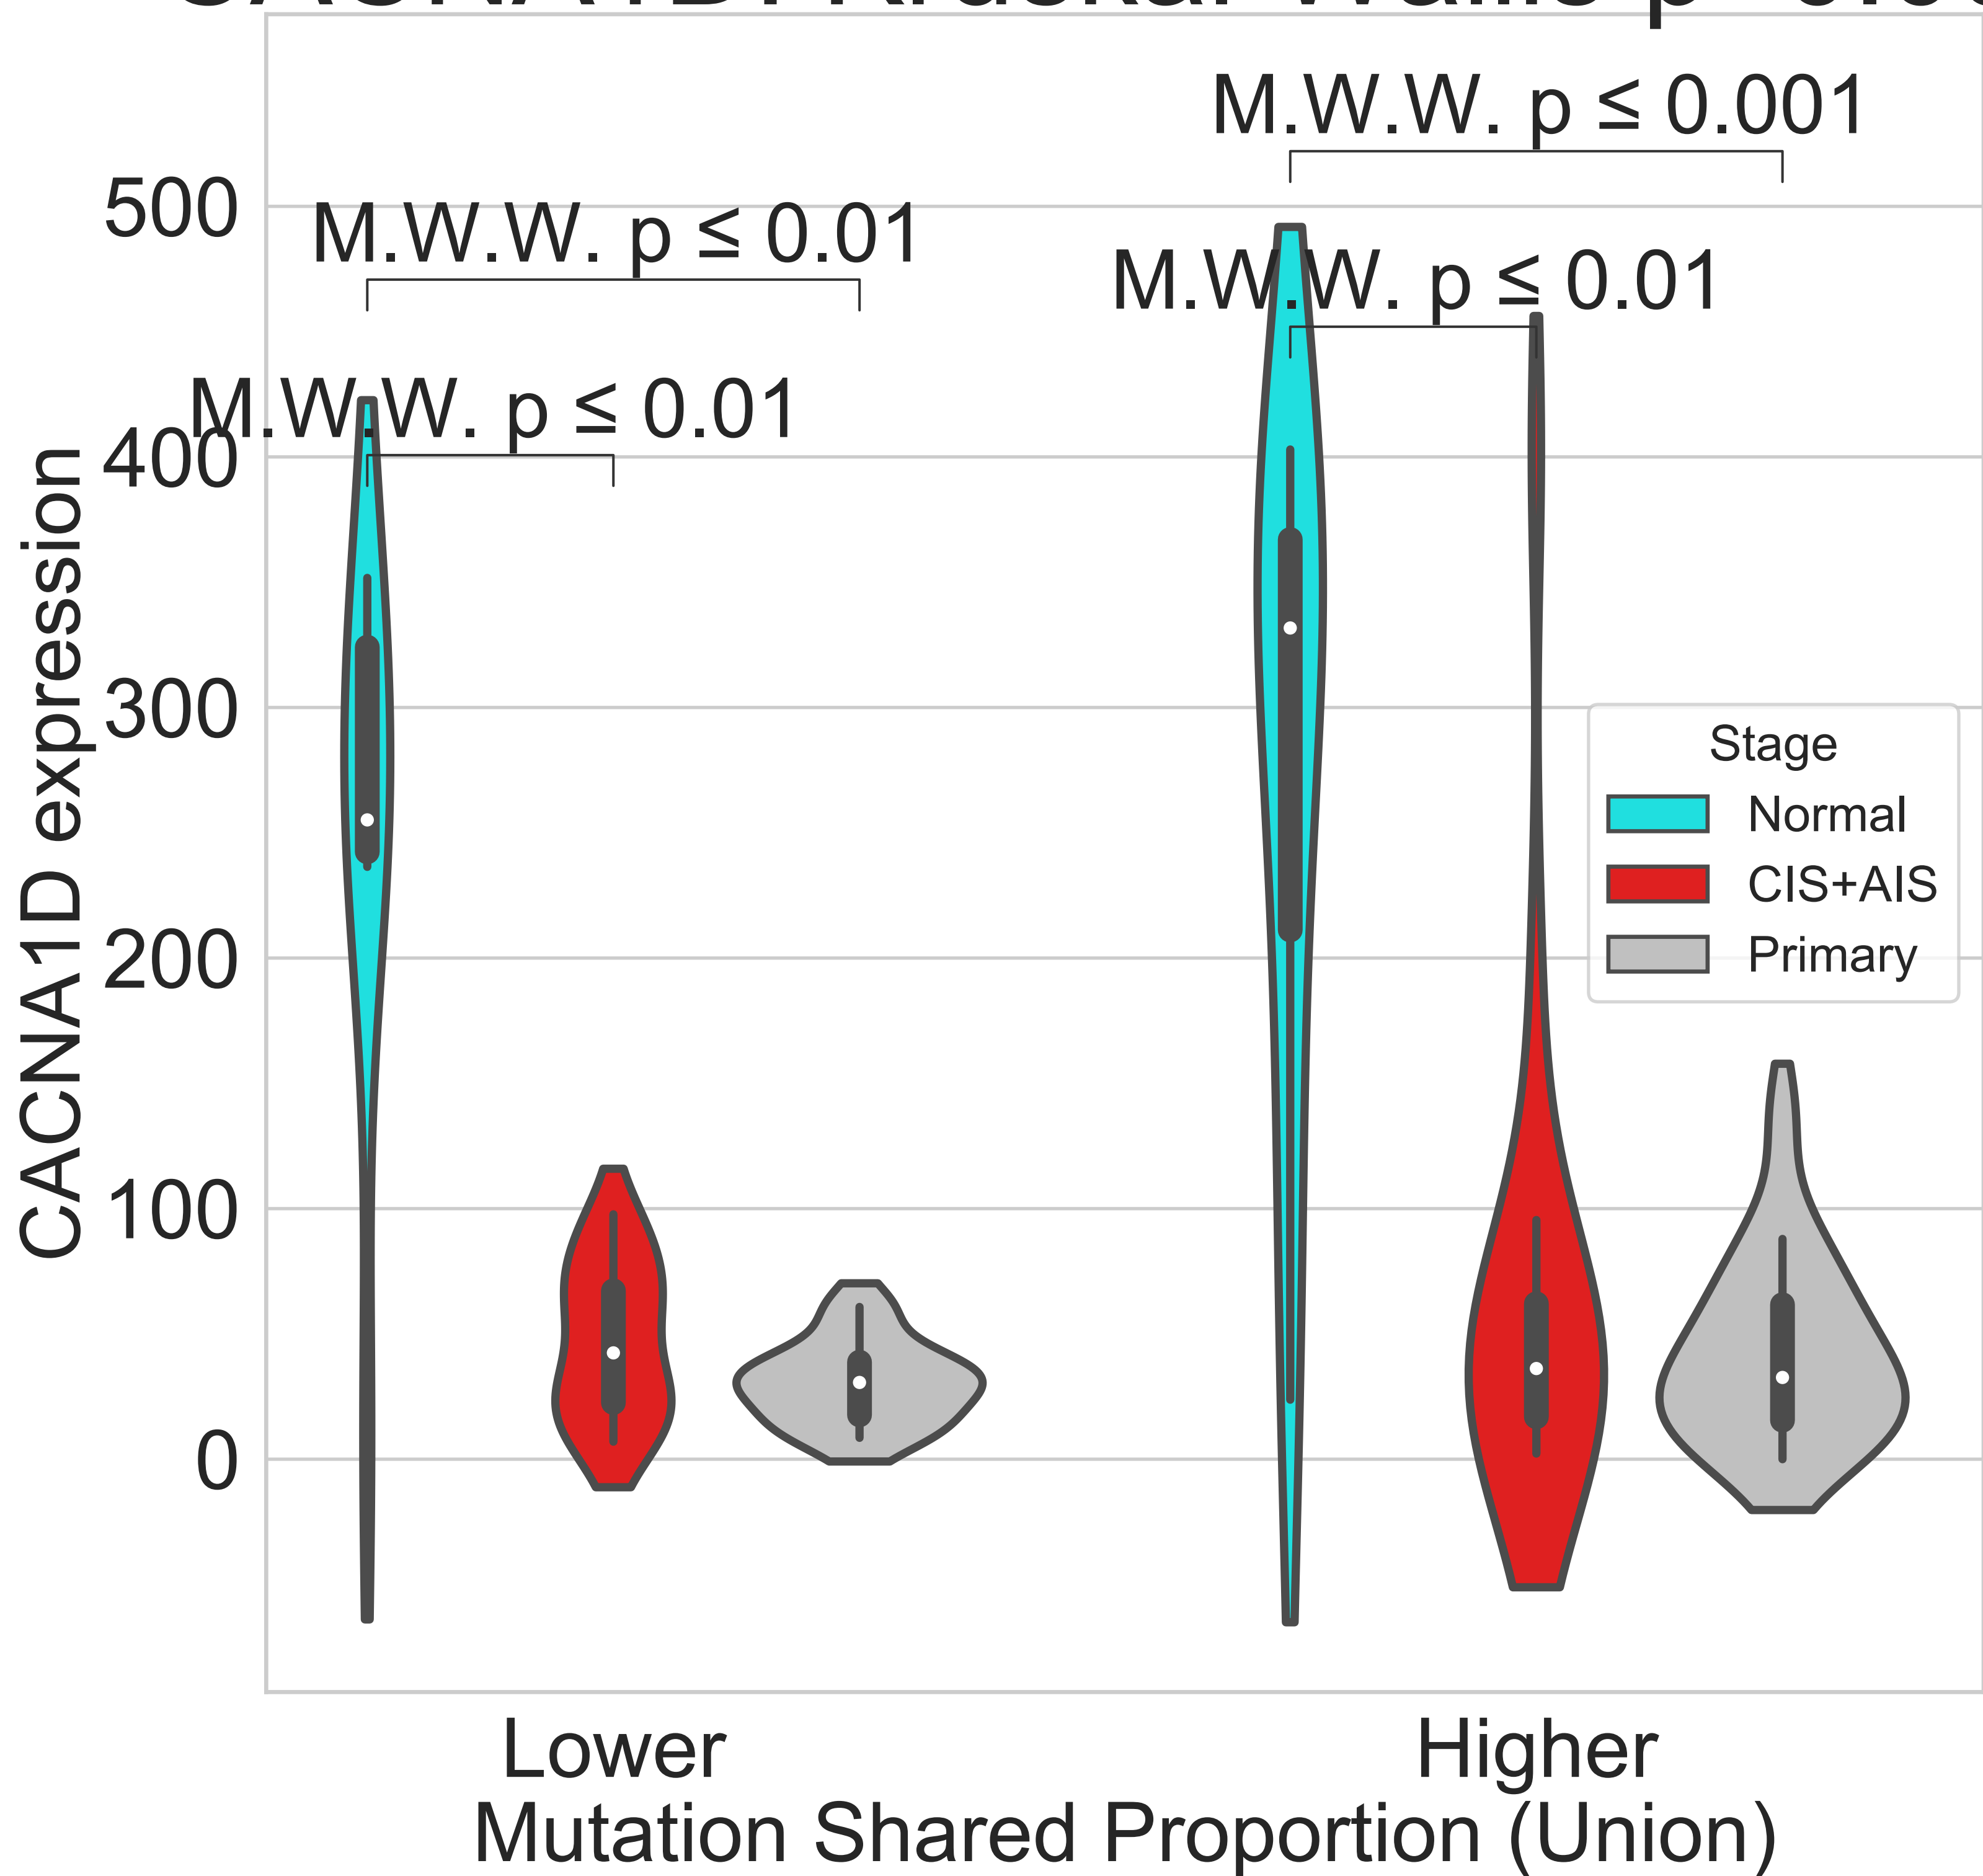 M.W.W. p ≤ 0.001
500
M.W.W. p ≤ 0.01
M.W.W. p ≤ 0.01
M.W.W. p ≤ 0.01
400
300
200
100
0
CACNA1D expression
Stage
Normal
CIS+AIS
Primary
Lower
Higher
Mutation Shared Proportion (Union)